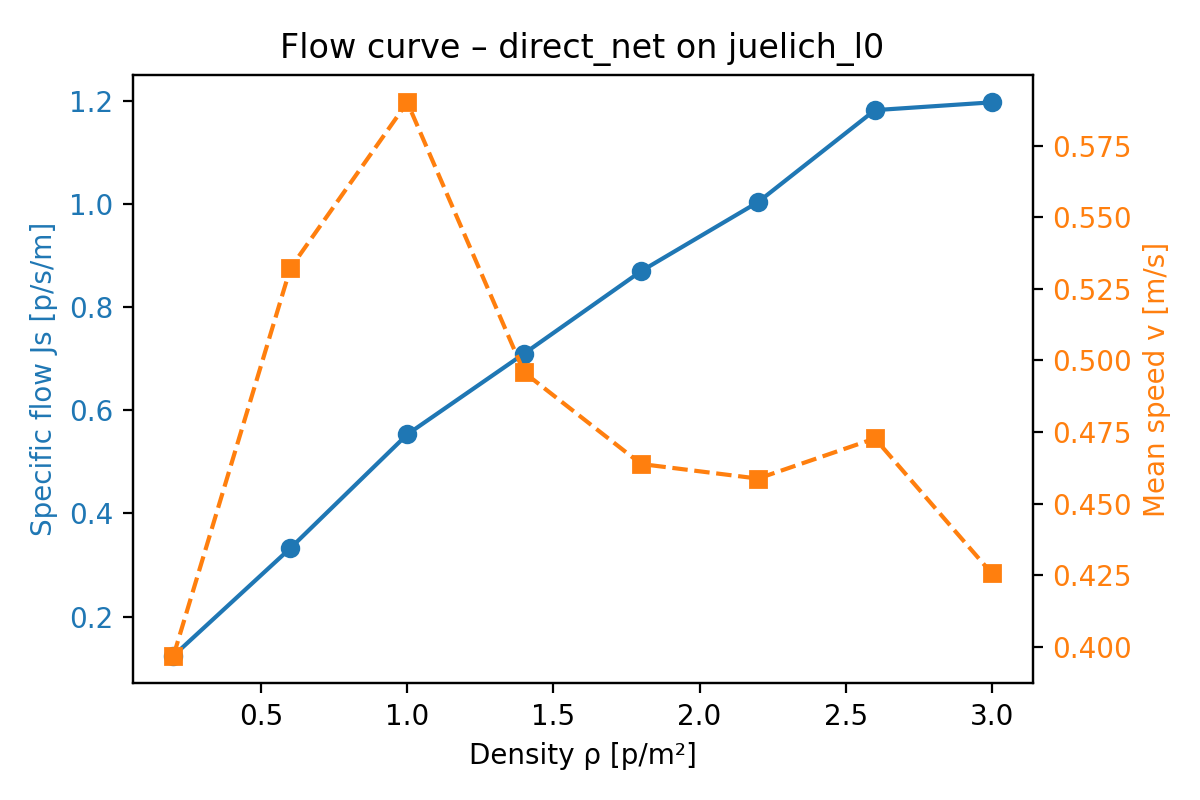 Flow curve – direct_net on juelich_l0
Specific flow Js [p/s/m]
1.2
1.0
0.8
0.6
0.4
0.2
0.575
0.550
0.525
0.500
0.475
0.450
0.425
0.400
Mean speed v [m/s]
0.5 1.0 1.5 2.0 2.5 3.0
Density ρ [p/m²]